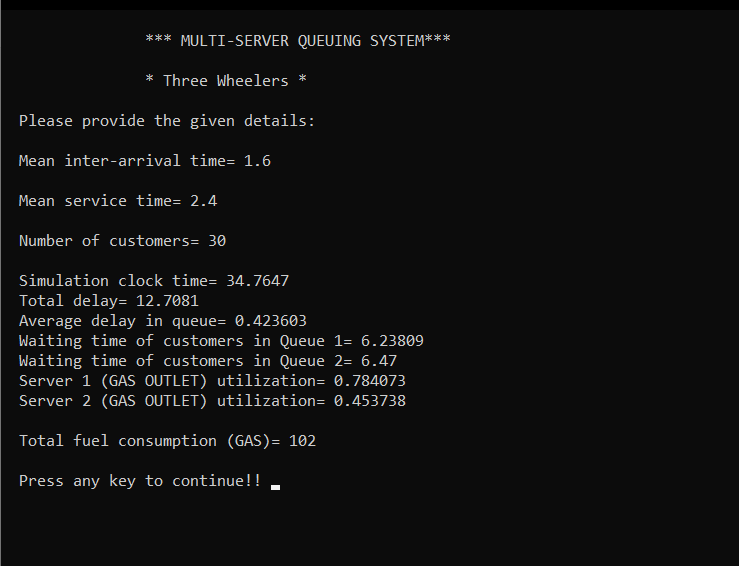 *** MULTI-SERVER QUEUING SYSTEM***
* Three Wheelers *
Please provide the given details:
Mean inter-arrival time= 1.6
Mean service time= 2.4
Number of customers= 30
Simulation clock time= 34.7647
Total delay= 12.7081
Average delay in queue= 0.423603
Waiting time of customers in Queue 1= 6.23809
Waiting time of customers in Queue 2= 6.47
Server 1 (GAS OUTLET) utilization= 0.784073
Server 2 (GAS OUTLET) utilization= 0.453738
Total fuel consumption (GAS)= 102
Press any key to continue!!